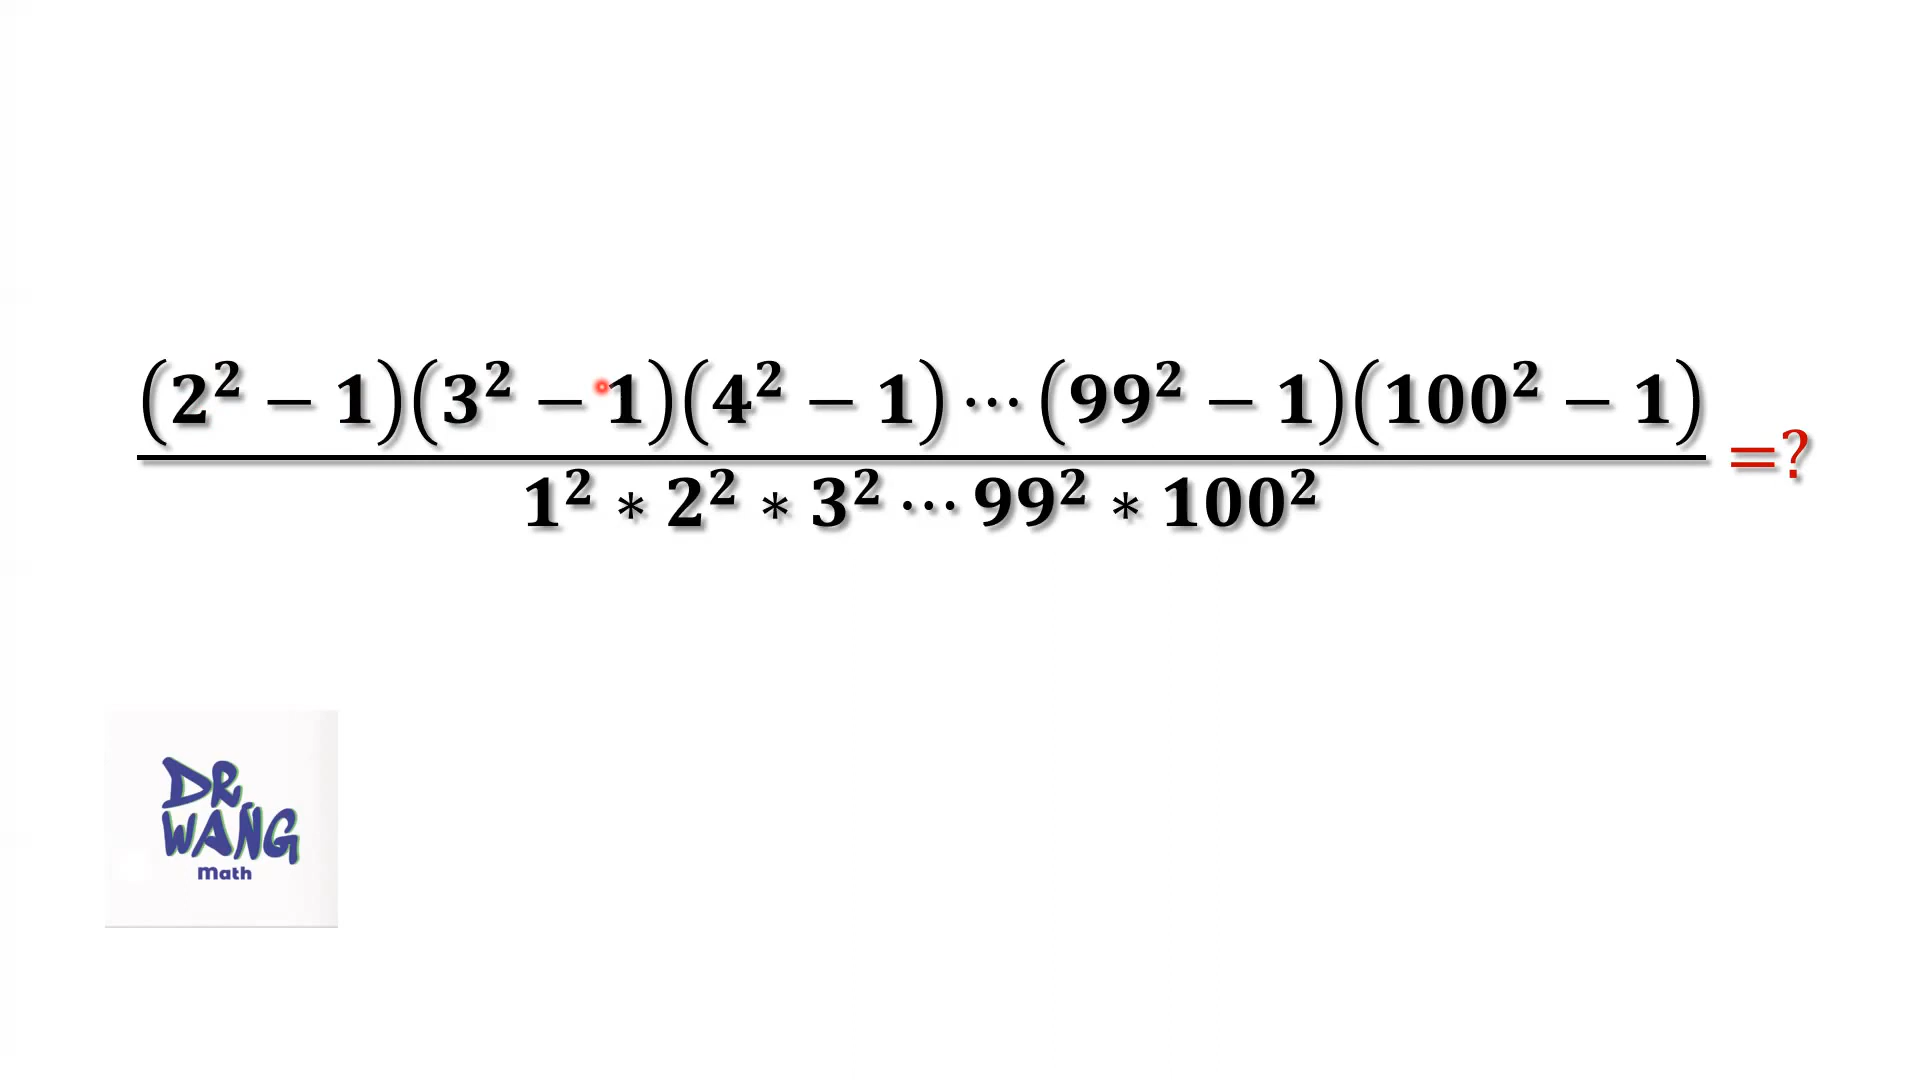 (2² − 1)(3² − 1)(4² − 1) ⋯ (99² − 1)(100² − 1)
=?
1² * 2² * 3² ⋯ 99² * 100²
DR
WANG
math